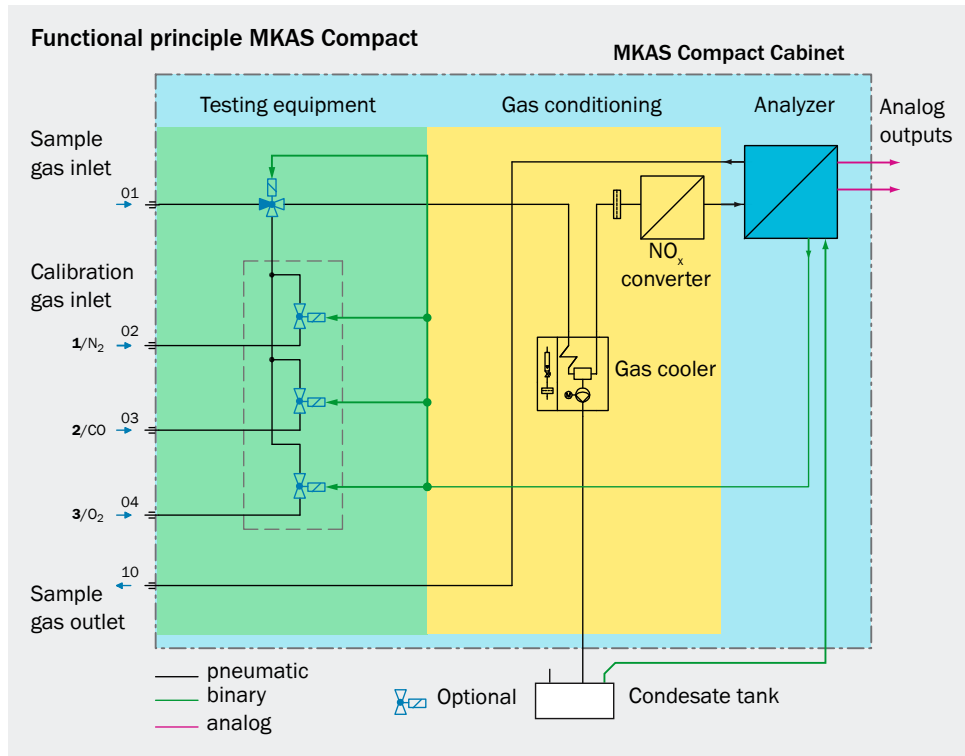 Functional principle MKAS Compact
MKAS Compact Cabinet
Testing equipment
Gas conditioning
Analyzer
Analog
outputs
Sample
gas inlet
01
NOx
converter
Calibration
gas inlet
02
1/N2
Gas cooler
03
2/CO
04
3/O2
10
Sample
gas outlet
pneumatic
binary
analog
Optional
Condesate tank